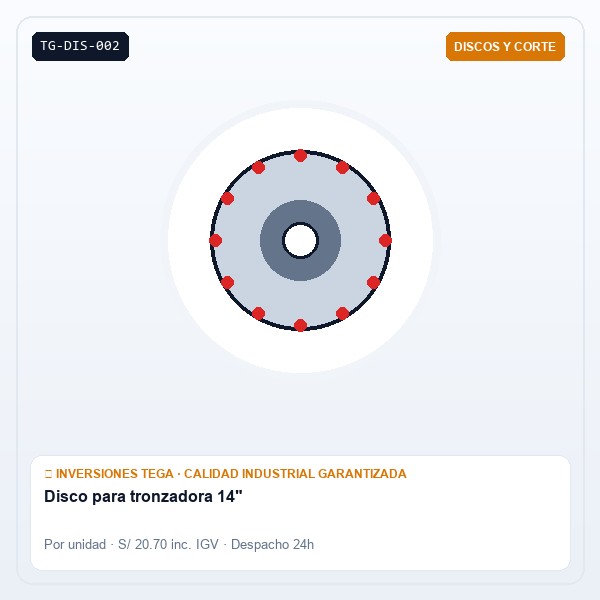 TG-DIS-002
DISCOS Y CORTE
INVERSIONES TEGA · CALIDAD INDUSTRIAL GARANTIZADA
Disco para tronzadora 14"
Por unidad · S/ 20.70 inc. IGV · Despacho 24h